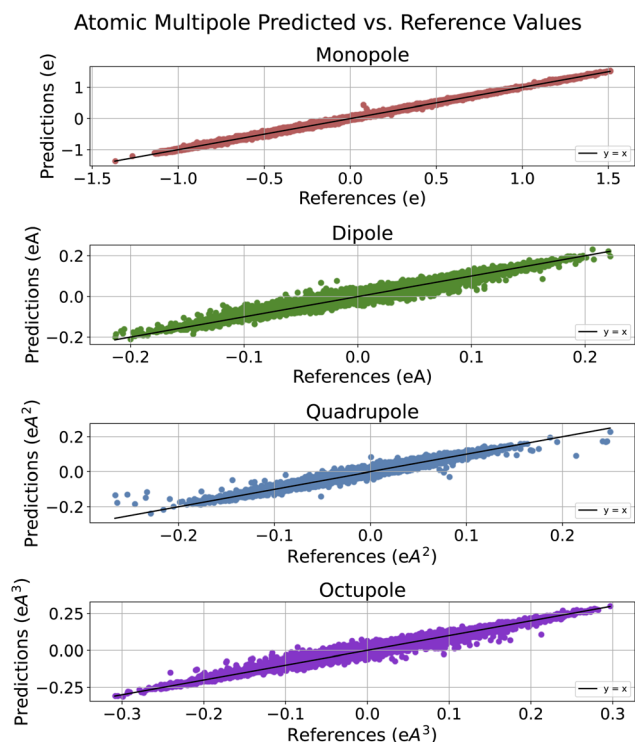 Atomic Multipole Predicted vs. Reference Values
Monopole
Predictions (e)
1
0
−1
−1.5 −1.0 −0.5 0.0 0.5 1.0 1.5
References (e)
y = x
Dipole
Predictions (eA)
0.2
0.0
−0.2
−0.2 −0.1 0.0 0.1 0.2
References (eA)
y = x
Quadrupole
Predictions (eA²)
0.2
0.0
−0.2
−0.2 −0.1 0.0 0.1 0.2
References (eA²)
y = x
Octupole
Predictions (eA³)
0.25
0.00
−0.25
−0.3 −0.2 −0.1 0.0 0.1 0.2 0.3
References (eA³)
y = x